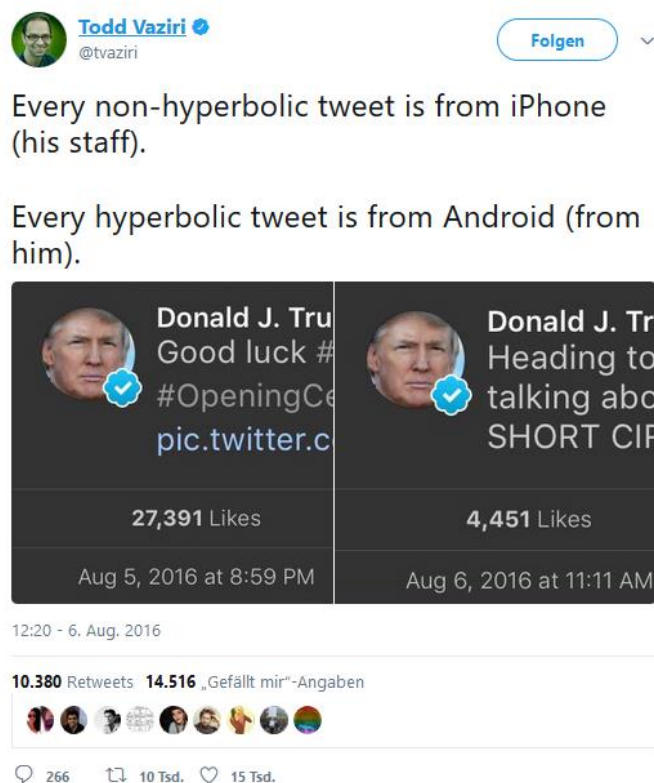 Todd Vaziri
@tvaziri
Folgen
Every non-hyperbolic tweet is from iPhone
(his staff).
Every hyperbolic tweet is from Android (from
him).
Donald J. Tru
Good luck #
#OpeningCe
pic.twitter.c
27,391 Likes
Aug 5, 2016 at 8:59 PM
Donald J. Tr
Heading to
talking abo
SHORT CIR
4,451 Likes
Aug 6, 2016 at 11:11 AM
12:20 - 6. Aug. 2016
10.380 Retweets 14.516 „Gefällt mir“-Angaben
266 10 Tsd. 15 Tsd.